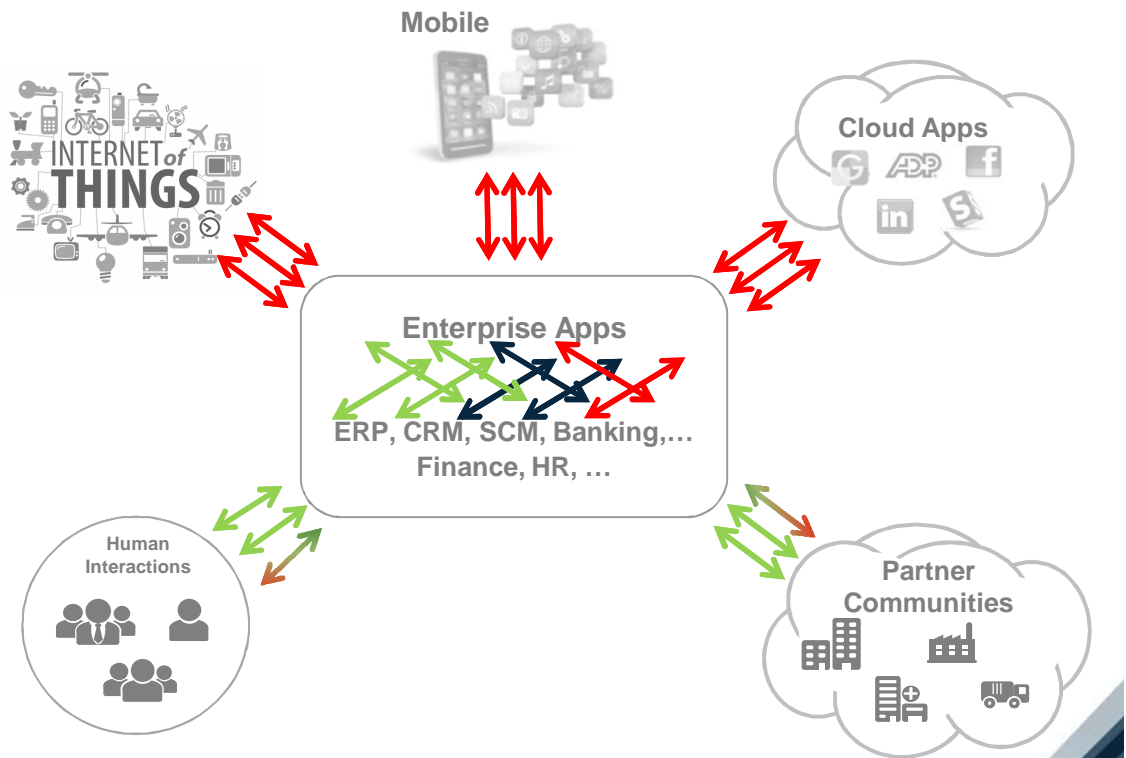 Mobile
INTERNET of
THINGS
Cloud Apps
G ADP f
in S
Enterprise Apps
ERP, CRM, SCM, Banking,...
Finance, HR, ...
Human
Interactions
Partner
Communities